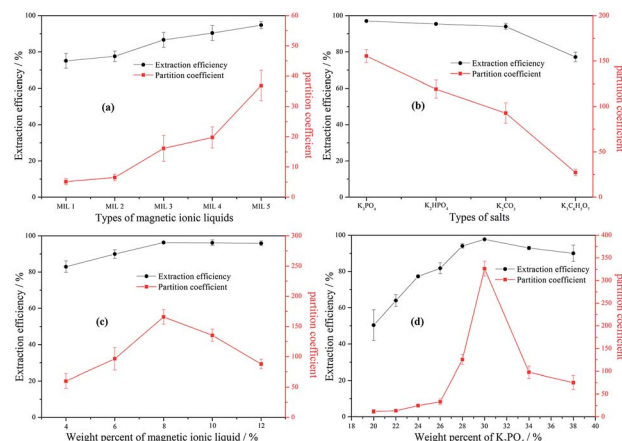 Extraction efficiency / %
100
80
60
40
20
0
Extraction efficiency
Partition coefficient
(a)
60
50
40
30
20
10
0
partition coefficient
MIL 1 MIL 2 MIL 3 MIL 4 MIL 5
Types of magnetic ionic liquids
Extraction efficiency / %
100
80
60
40
20
0
Extraction efficiency
Partition coefficient
(b)
200
150
100
50
0
partition coefficient
K₃PO₄ K₂HPO₄ K₂CO₃ K₃C₆H₅O₇
Types of salts
Extraction efficiency / %
100
80
60
40
20
0
Extraction efficiency
Partition coefficient
(c)
300
250
200
150
100
50
0
partition coefficient
4 6 8 10 12
Weight percent of magnetic ionic liquid / %
Extraction efficiency / %
100
80
60
40
20
0
Extraction efficiency
Partition coefficient
(d)
400
350
300
250
200
150
100
50
0
partition coefficient
20 22 24 26 28 30 32 34 36 38 40
Weight percent of K₃PO₄ / %